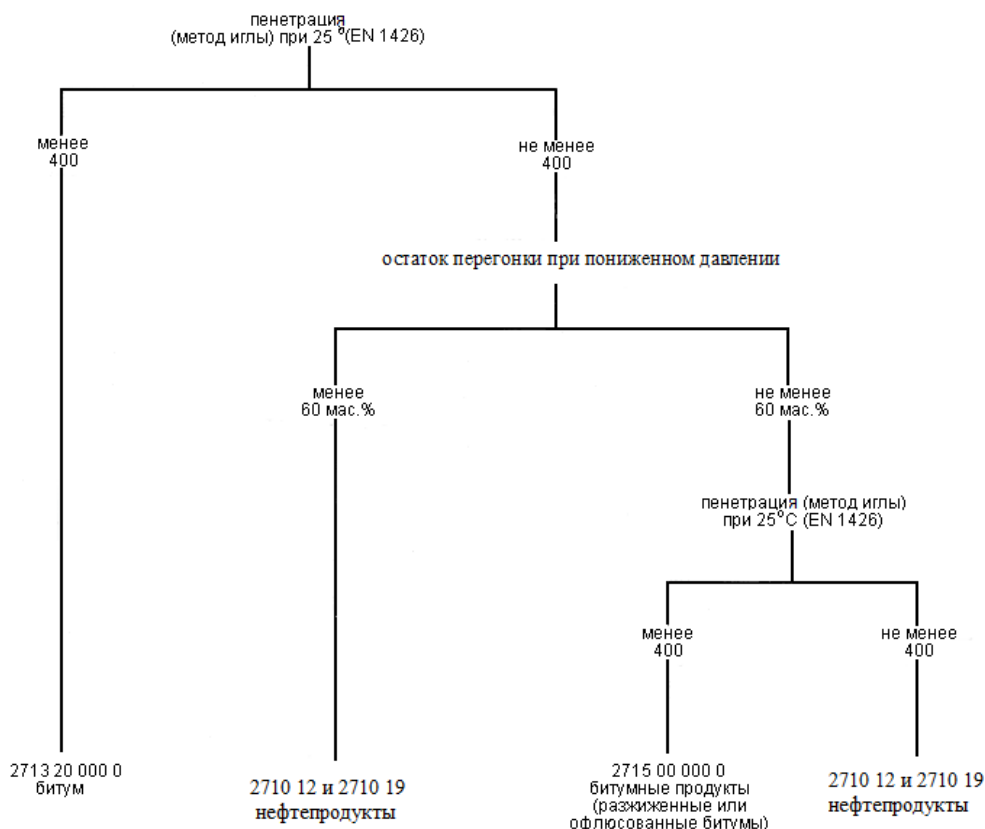 пенетрация
(метод иглы) при 25 °(EN 1426)
менее
400
не менее
400
остаток перегонки при пониженном давлении
менее
60 мас.%
не менее
60 мас.%
пенетрация (метод иглы)
при 25°С (EN 1426)
менее
400
не менее
400
2713 20 000 0
битум
2710 12 и 2710 19
нефтепродукты
2715 00 000 0
битумные продукты
(разжиженные или
офлюсованные битумы)
2710 12 и 2710 19
нефтепродукты